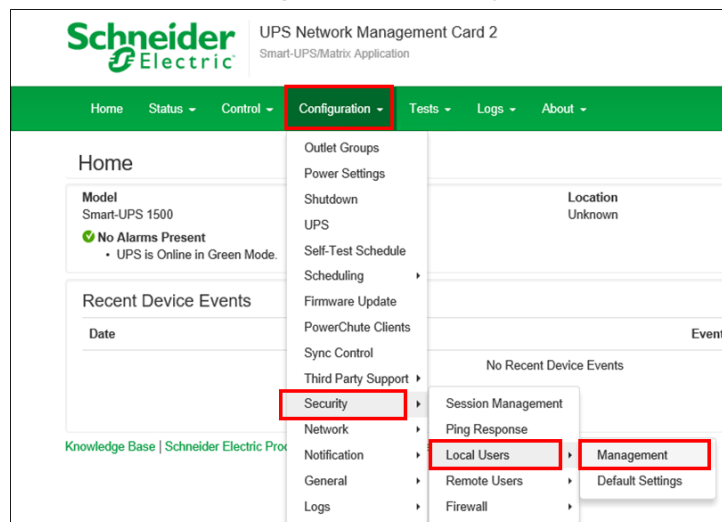 Schneider
Electric
UPS Network Management Card 2
Smart-UPS/Matrix Application
Home Status Control Configuration Tests Logs About
Home
Model
Smart-UPS 1500
No Alarms Present
• UPS is Online in Green Mode.
Location
Unknown
Recent Device Events
Date Event
No Recent Device Events
Knowledge Base | Schneider Electric Pro
Outlet Groups
Power Settings
Shutdown
UPS
Self-Test Schedule
Scheduling
Firmware Update
PowerChute Clients
Sync Control
Third Party Support
Security
Network
Notification
General
Logs
Session Management
Ping Response
Local Users
Remote Users
Firewall
Management
Default Settings